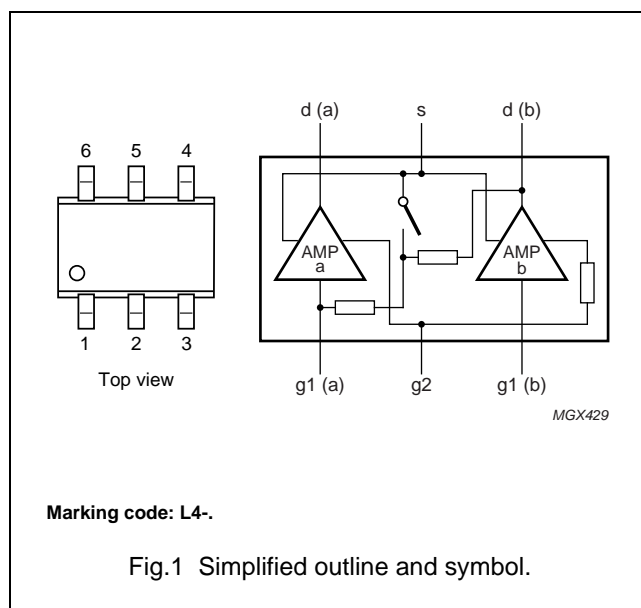 d (a) s d (b)
6 5 4
AMP
a
AMP
b
1 2 3
Top view
g1 (a) g2 g1 (b)
MGX429
Marking code: L4-.
Fig.1 Simplified outline and symbol.